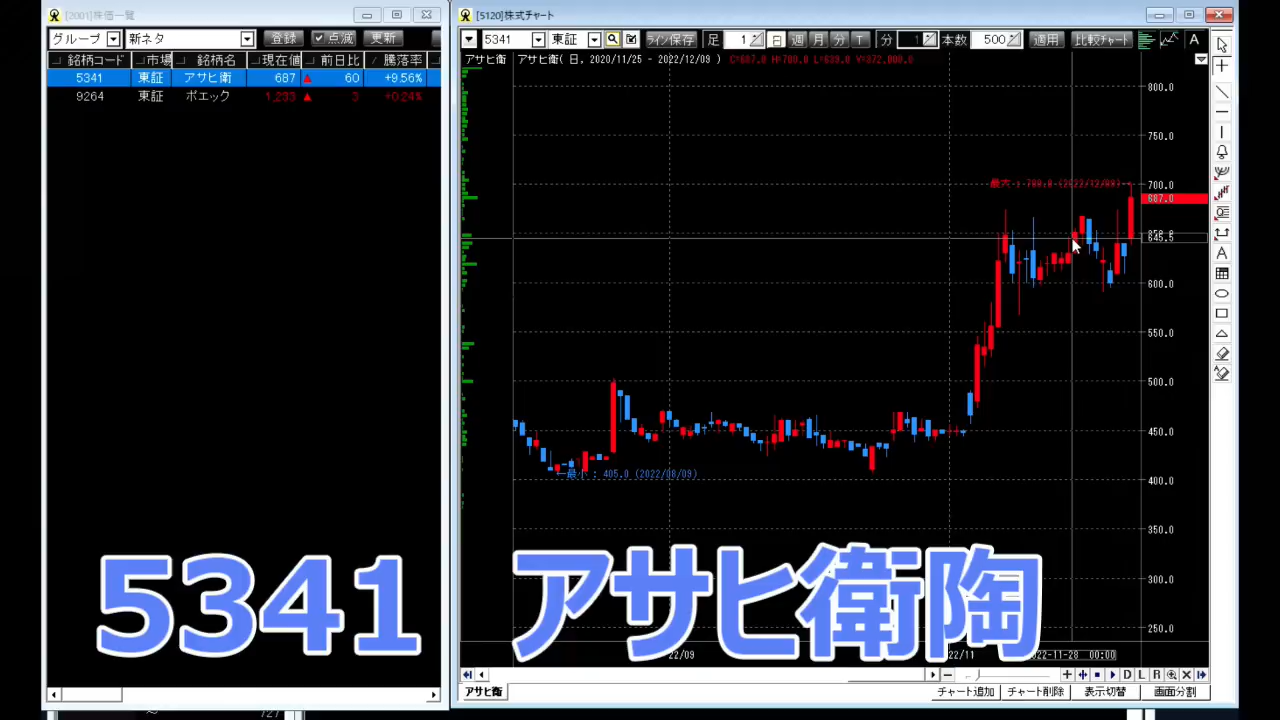 [2001]株価一覧
グループ 新ネタ 登録 点滅 更新
銘柄コード 市場 銘柄名 現在値 前日比 騰落率
5341 東証 アサヒ衛 687 ▲ 60 +9.56%
9264 東証 ポエック 1,233 ▲ 3 +0.24%
[5120]株式チャート
5341 東証 ライン保存 足 1 日 週 月 分 T 分 1 本数 500 適用 比較チャート A
アサヒ衛 アサヒ衛( 日, 2020/11/25 - 2022/12/09 )
800.0
750.0
最大 : 700.0 (2022/12/09)
700.0
687.0
600.0
550.0
500.0
450.0
←最小 : 405.0 (2022/08/09)
400.0
350.0
300.0
250.0
5341
アサヒ衛陶
22/09
22/11
2022-11-28 00:00
D L R
アサヒ衛
チャート追加 チャート削除 表示切替 画面分割
727